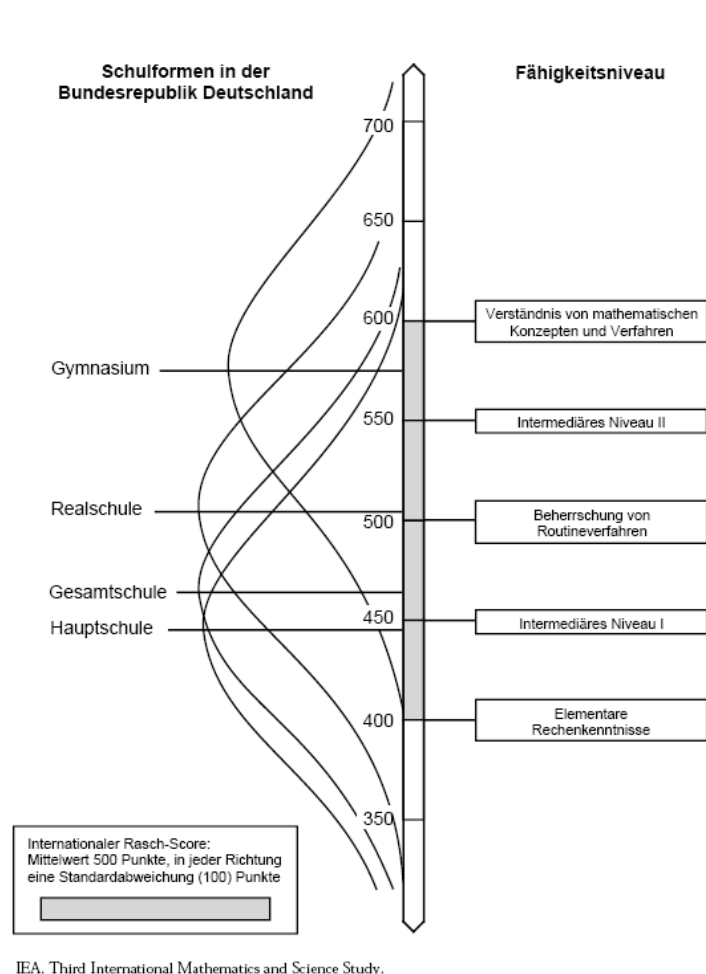 Schulformen in der
Bundesrepublik Deutschland
Fähigkeitsniveau
700
650
600
550
500
450
400
350
Gymnasium
Realschule
Gesamtschule
Hauptschule
Verständnis von mathematischen
Konzepten und Verfahren
Intermediäres Niveau II
Beherrschung von
Routineverfahren
Intermediäres Niveau I
Elementare
Rechenkenntnisse
Internationaler Rasch-Score:
Mittelwert 500 Punkte, in jeder Richtung
eine Standardabweichung (100) Punkte
IEA. Third International Mathematics and Science Study.